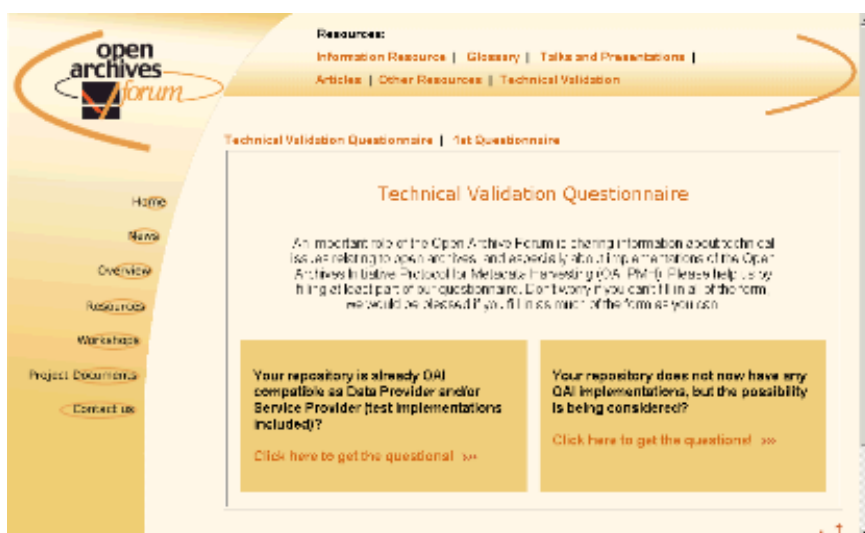 open
archives
forum
Resources:
Information Resource | Glossary | Talks and Presentations |
Articles | Other Resources | Technical Validation
Technical Validation Questionnaire | 1st Questionnaire
Home
News
Overview
Resources
Workshops
Project Documents
Contact us
Technical Validation Questionnaire
An important role of the Open Archive Forum is sharing information about technical
issues relating to open archives, and especially about implementations of the Open
Archives Initiative Protocol for Metadata Harvesting (OAI-PMH). Please help us by
filling at least part of our questionnaire. Don't worry if you can't fill in all of the form,
we would be pleased if you fill in as much of the form as you can.
Your repository is already OAI
compatible as Data Provider and/or
Service Provider (test implementations
included)?
Click here to get the questions! >>>
Your repository does not now have any
OAI implementations, but the possibility
is being considered?
Click here to get the questions! >>>